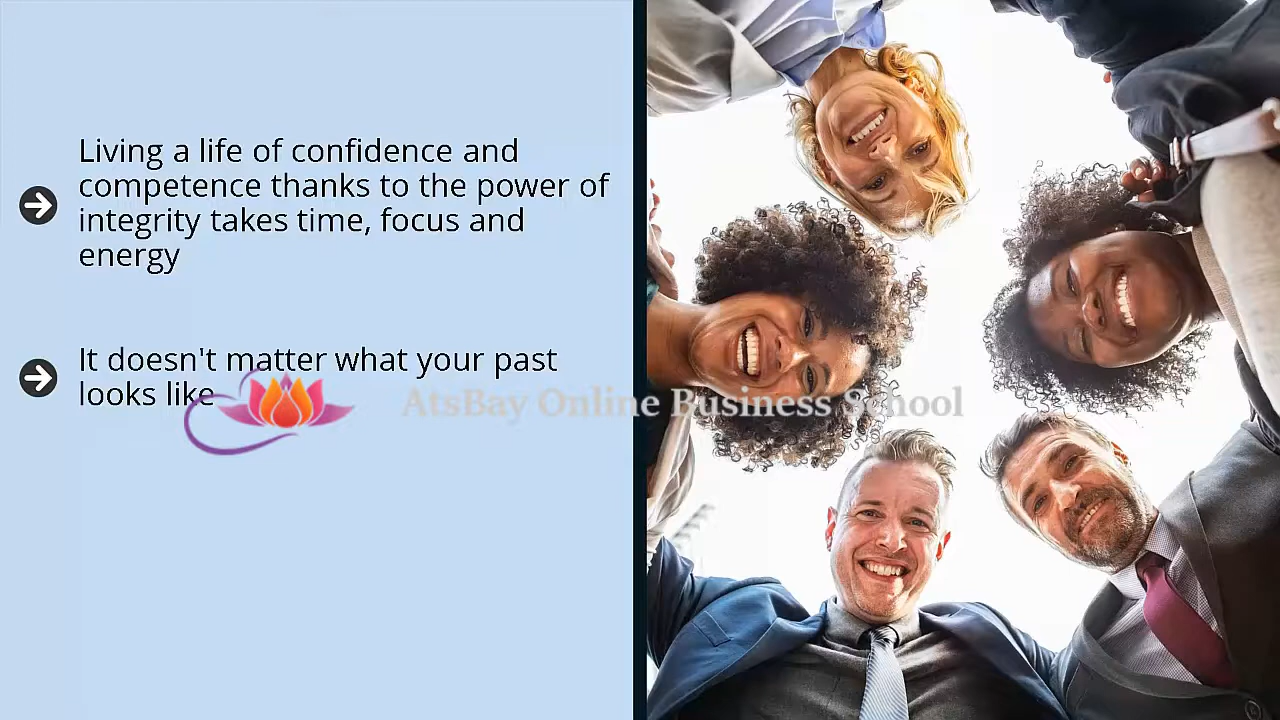 Living a life of confidence and
competence thanks to the power of
integrity takes time, focus and
energy
It doesn't matter what your past
looks like
AtsBay Online Business School